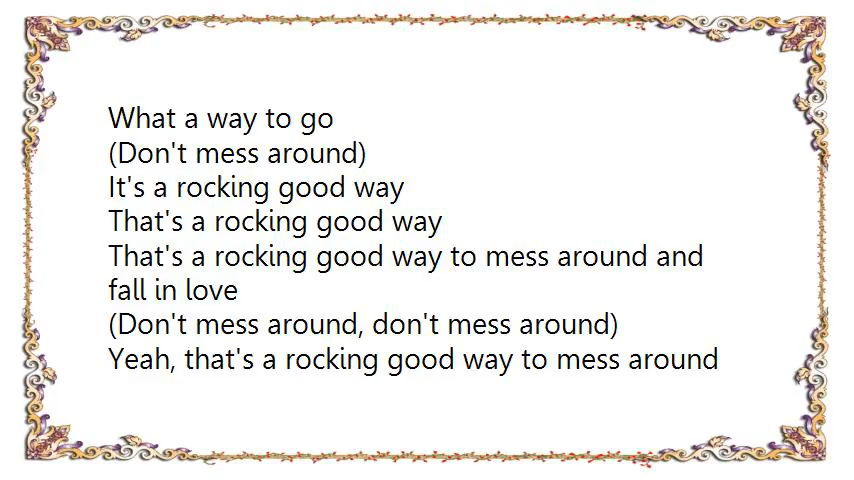 What a way to go
(Don't mess around)
It's a rocking good way
That's a rocking good way
That's a rocking good way to mess around and
fall in love
(Don't mess around, don't mess around)
Yeah, that's a rocking good way to mess around